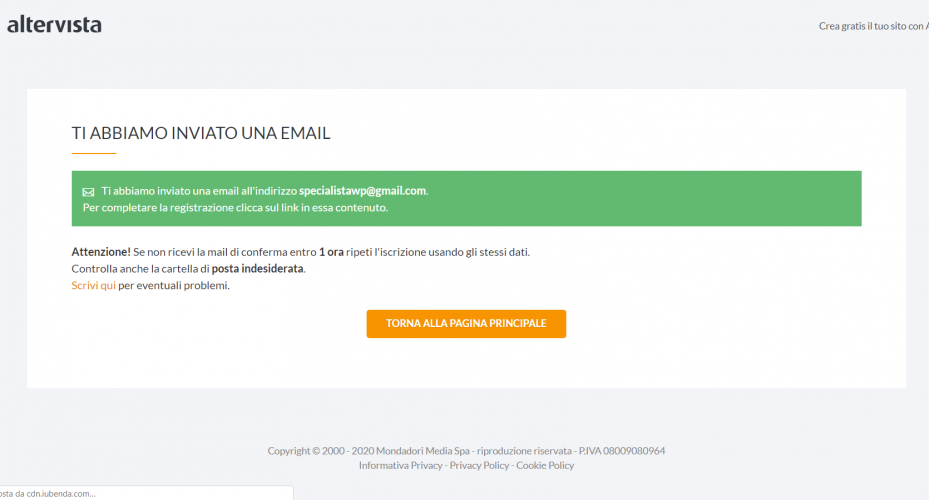 altervista
Crea gratis il tuo sito con A
TI ABBIAMO INVIATO UNA EMAIL
Ti abbiamo inviato una email all'indirizzo specialistawp@gmail.com.
Per completare la registrazione clicca sul link in essa contenuto.
Attenzione! Se non ricevi la mail di conferma entro 1 ora ripeti l'iscrizione usando gli stessi dati.
Controlla anche la cartella di posta indesiderata.
Scrivi qui per eventuali problemi.
TORNA ALLA PAGINA PRINCIPALE
Copyright © 2000 - 2020 Mondadori Media Spa - riproduzione riservata - P.IVA 08009080964
Informativa Privacy - Privacy Policy - Cookie Policy
osta da cdn.iubenda.com...